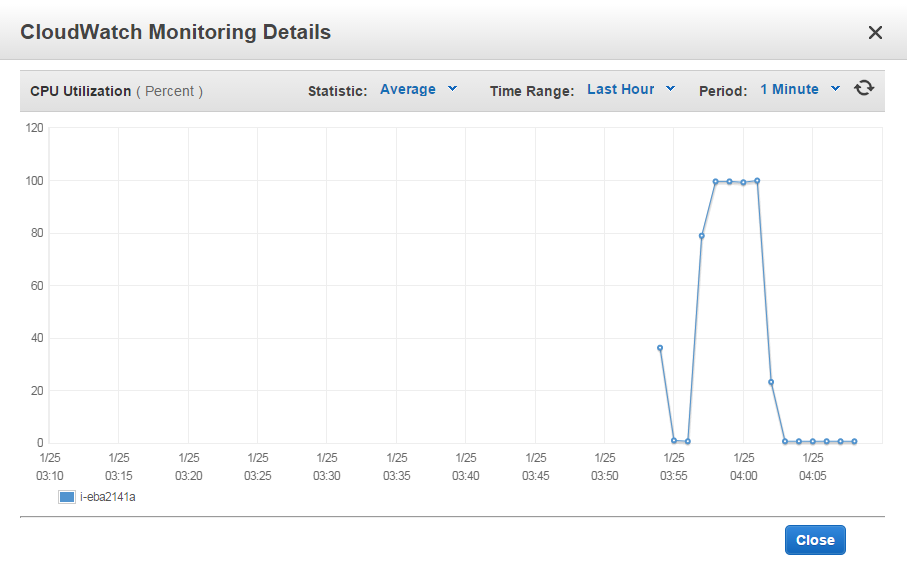 CloudWatch Monitoring Details
CPU Utilization ( Percent ) Statistic: Average Time Range: Last Hour Period: 1 Minute
120
100
80
60
40
20
0
1/25 1/25 1/25 1/25 1/25 1/25 1/25 1/25 1/25 1/25 1/25 1/25
03:10 03:15 03:20 03:25 03:30 03:35 03:40 03:45 03:50 03:55 04:00 04:05
i-eba2141a
Close